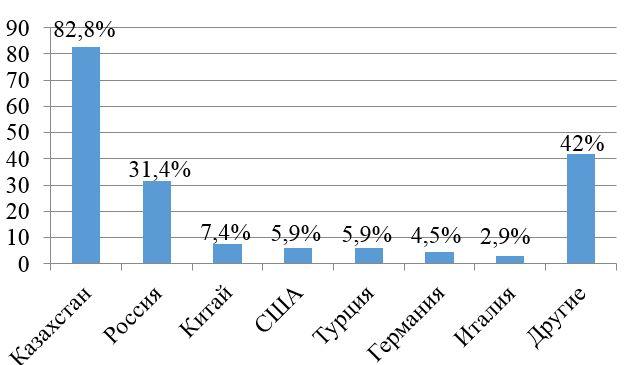 90
80
70
60
50
40
30
20
10
0
82,8%
31,4%
7,4%
5,9%
5,9%
4,5%
2,9%
42%
Казахстан
Россия
Китай
США
Турция
Германия
Италия
Другие